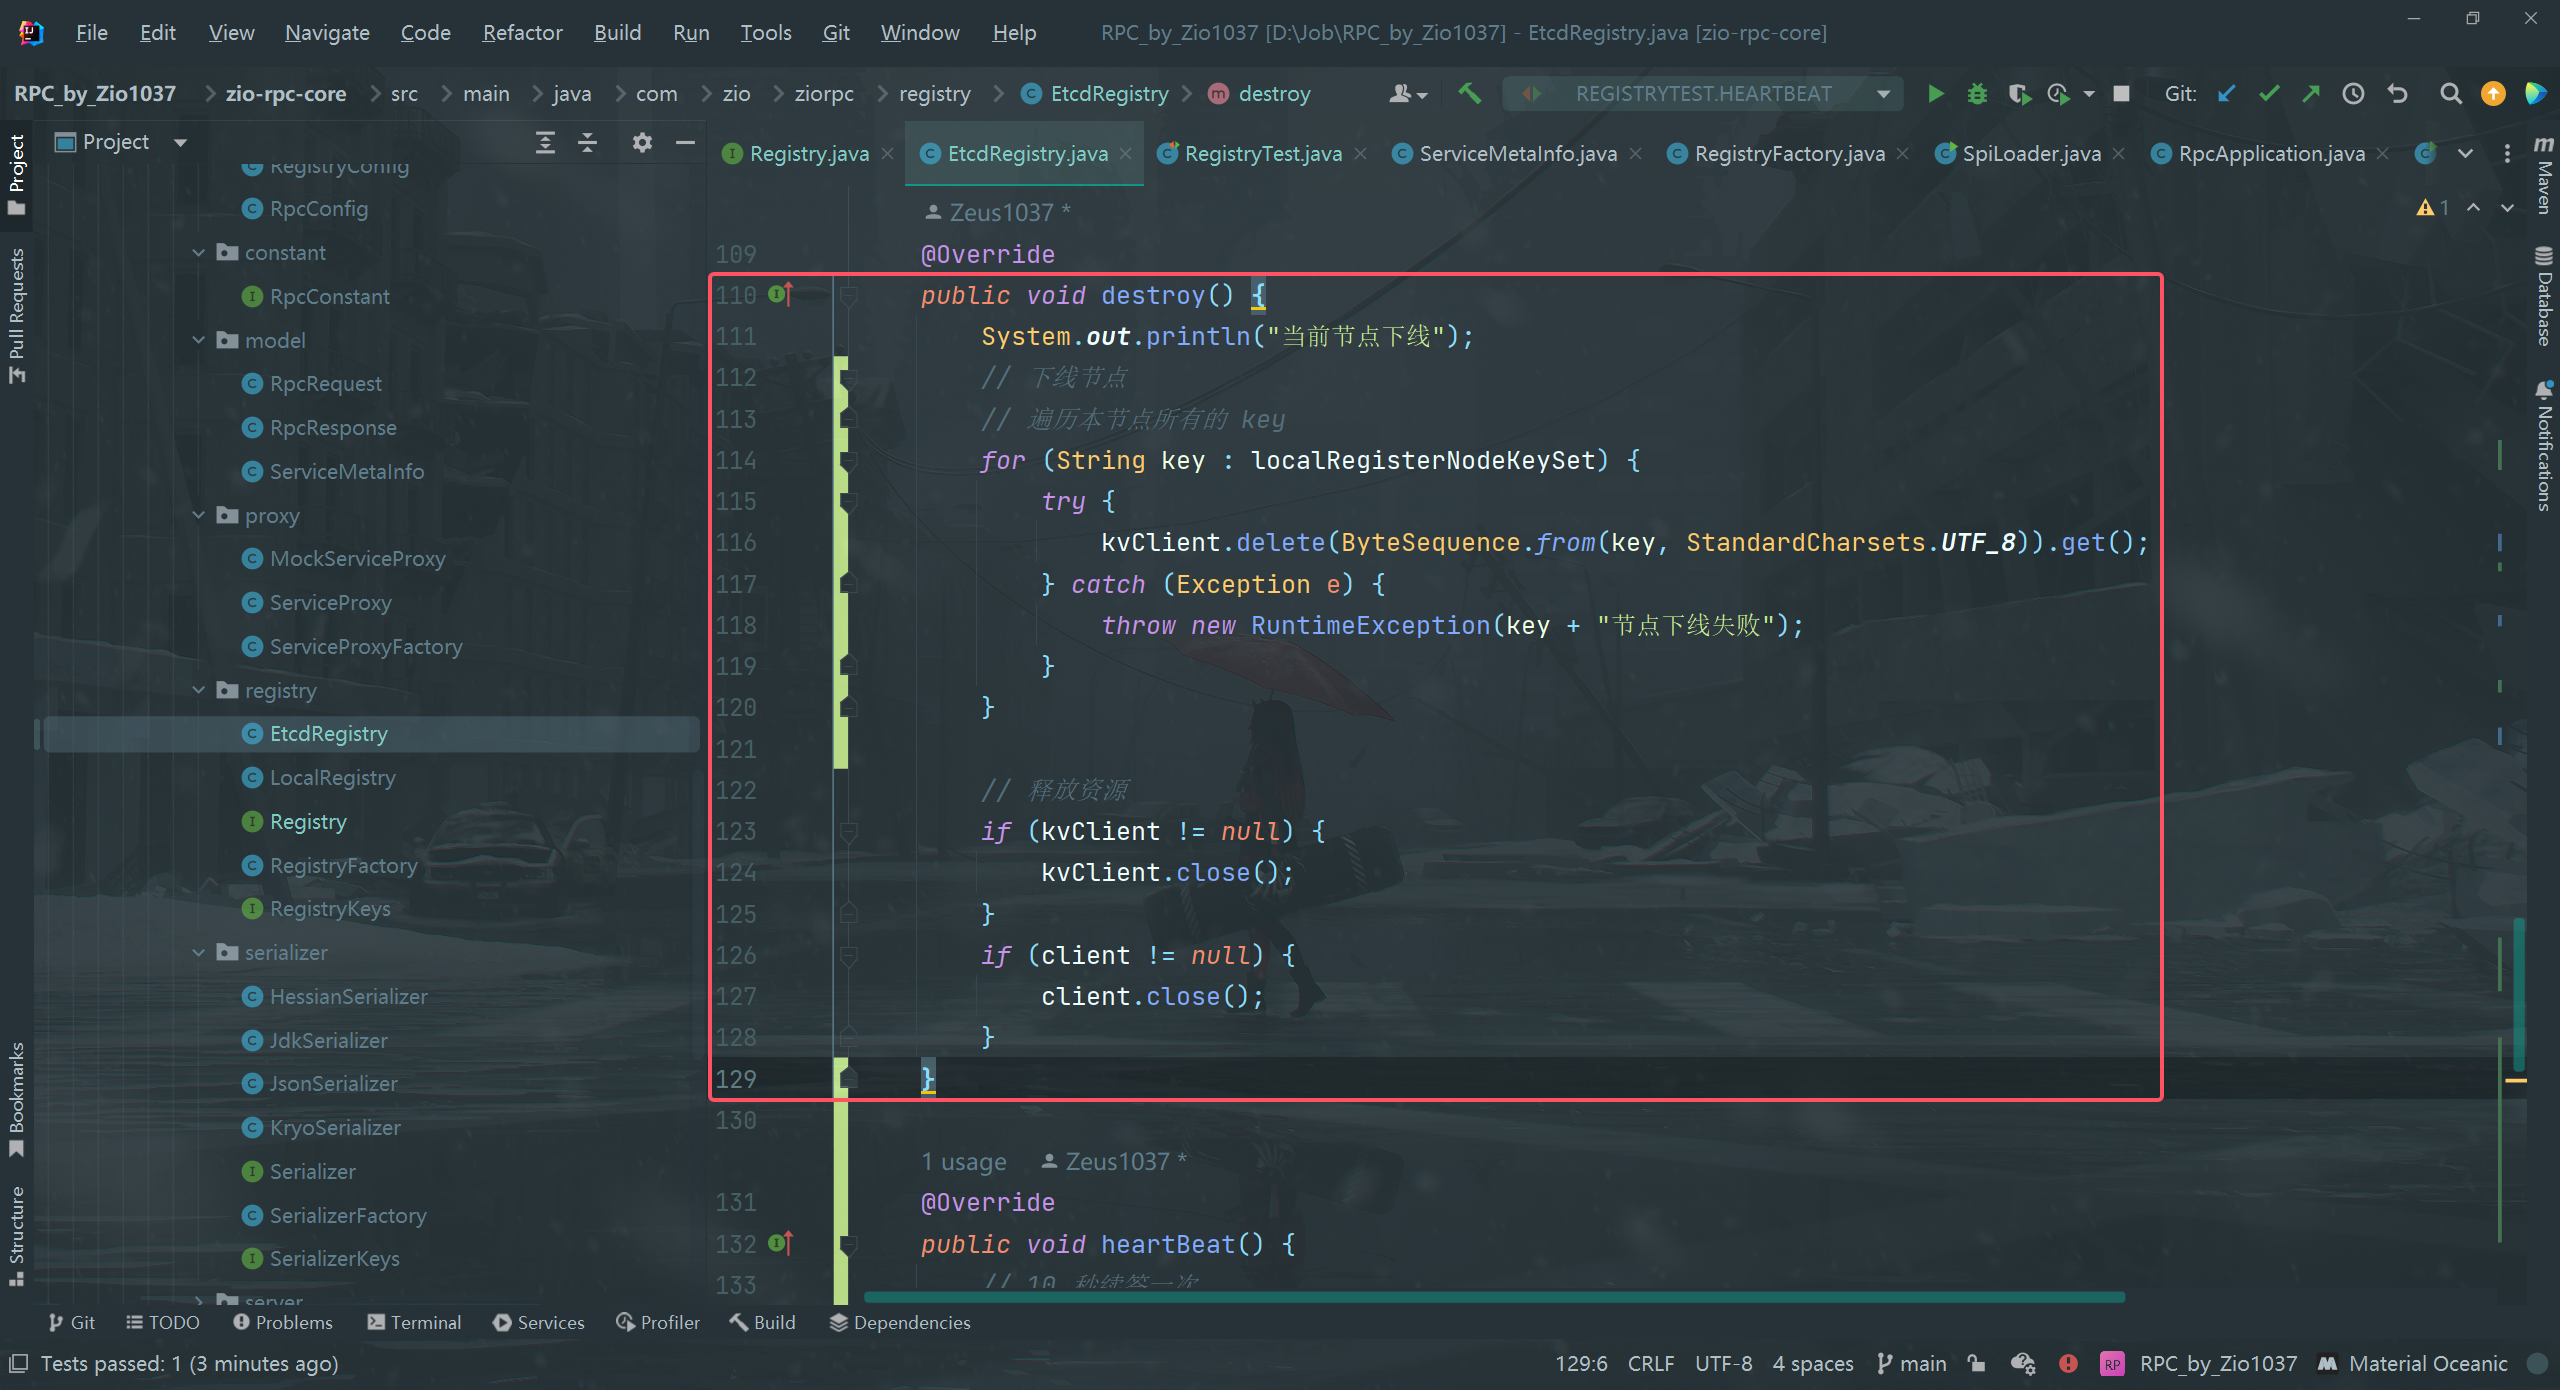 File Edit View Navigate Code Refactor Build Run Tools Git Window Help RPC_by_Zio1037 [D:\Job\RPC_by_Zio1037] - EtcdRegistry.java [zio-rpc-core]
RPC_by_Zio1037 zio-rpc-core src main java com zio ziorpc registry EtcdRegistry destroy REGISTRYTEST.HEARTBEAT Git:
Project
Registry.java EtcdRegistry.java RegistryTest.java ServiceMetaInfo.java RegistryFactory.java SpiLoader.java RpcApplication.java
Project
Pull Requests
Bookmarks
Structure
RegistryConfig
RpcConfig
constant
RpcConstant
model
RpcRequest
RpcResponse
ServiceMetaInfo
proxy
MockServiceProxy
ServiceProxy
ServiceProxyFactory
registry
EtcdRegistry
LocalRegistry
Registry
RegistryFactory
RegistryKeys
serializer
HessianSerializer
JdkSerializer
JsonSerializer
KryoSerializer
Serializer
SerializerFactory
SerializerKeys
server
Zeus1037 *
1
109 @Override
110 public void destroy() {
111 System.out.println("当前节点下线");
112 // 下线节点
113 // 遍历本节点所有的 key
114 for (String key : localRegisterNodeKeySet) {
115 try {
116 kvClient.delete(ByteSequence.from(key, StandardCharsets.UTF_8)).get();
117 } catch (Exception e) {
118 throw new RuntimeException(key + "节点下线失败");
119 }
120 }
121
122 // 释放资源
123 if (kvClient != null) {
124 kvClient.close();
125 }
126 if (client != null) {
127 client.close();
128 }
129 }
130
1 usage Zeus1037 *
131 @Override
132 public void heartBeat() {
133 // 10 秒续签一次
Maven
Database
Notifications
Git TODO Problems Terminal Services Profiler Build Dependencies
Tests passed: 1 (3 minutes ago) 129:6 CRLF UTF-8 4 spaces main RP RPC_by_Zio1037 Material Oceanic